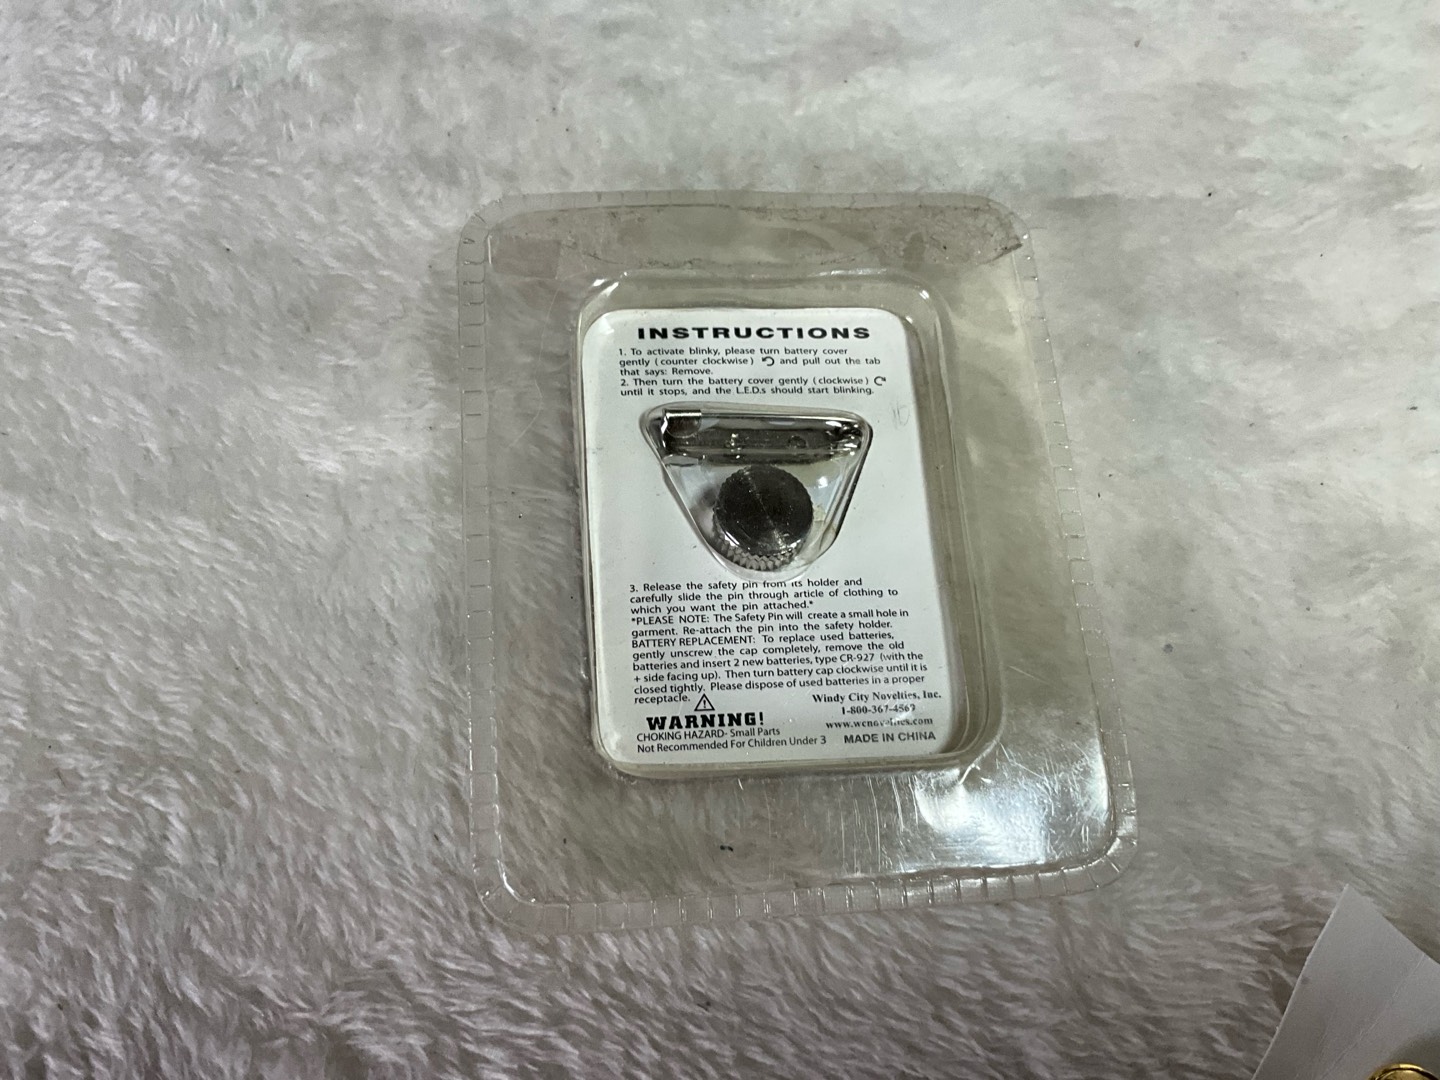 INSTRUCTIONS
1. To activate blinky, please turn battery cover
gently (counter clockwise) and pull out the tab
that says: Remove.
2. Then turn the battery cover gently (clockwise)
until it stops, and the L.E.D.s should start blinking.
3. Release the safety pin from its holder and
carefully slide the pin through article of clothing to
which you want the pin attached.*
*PLEASE NOTE: The Safety Pin will create a small hole in
garment. Re-attach the pin into the safety holder.
BATTERY REPLACEMENT: To replace used batteries,
gently unscrew the cap completely, remove the old
batteries and insert 2 new batteries, type CR-927 (with the
+ side facing up). Then turn battery cap clockwise until it is
closed tightly. Please dispose of used batteries in a proper
receptacle.
Windy City Novelties, Inc.
1-800-367-4569
www.wcnovelties.com
MADE IN CHINA
WARNING!
CHOKING HAZARD- Small Parts
Not Recommended For Children Under 3